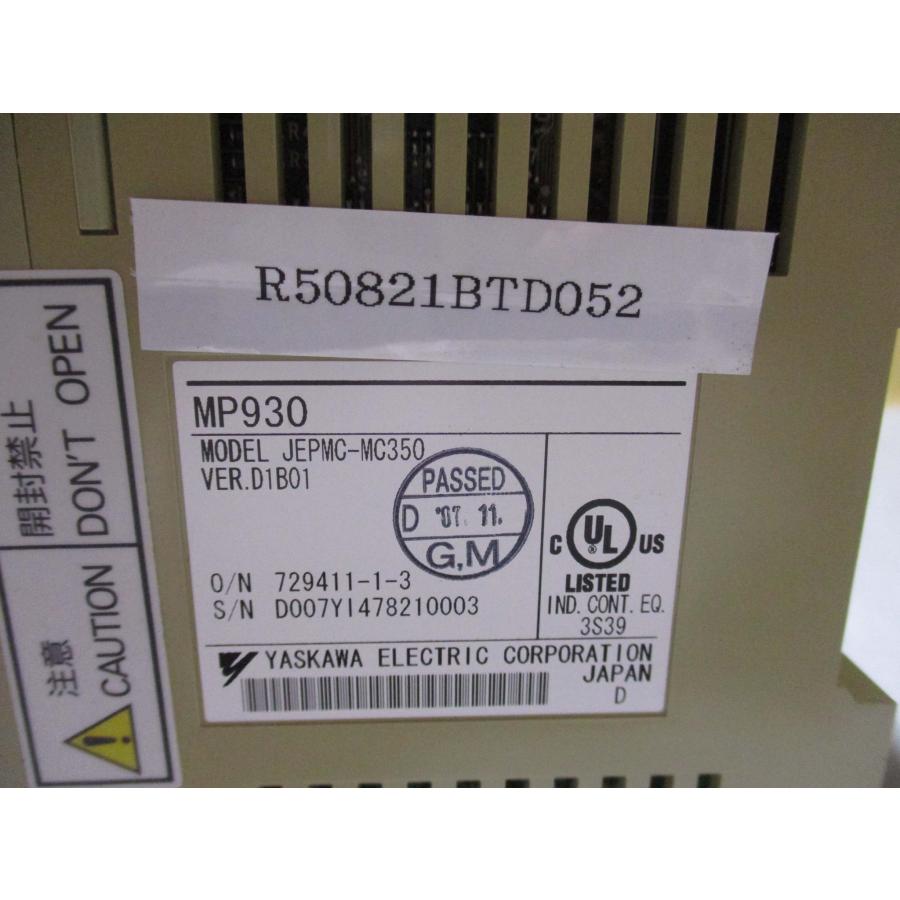 R50821BTD052
MP930
MODEL JEPMC-MC350
VER.D1B01
PASSED
D '07. 11.
G,M
O/N 729411-1-3
S/N D007YI478210003
C UL US
®
LISTED
IND. CONT. EQ.
3S39
YASKAWA ELECTRIC CORPORATION
JAPAN
D
開封禁止
DON'T OPEN
注意
CAUTION